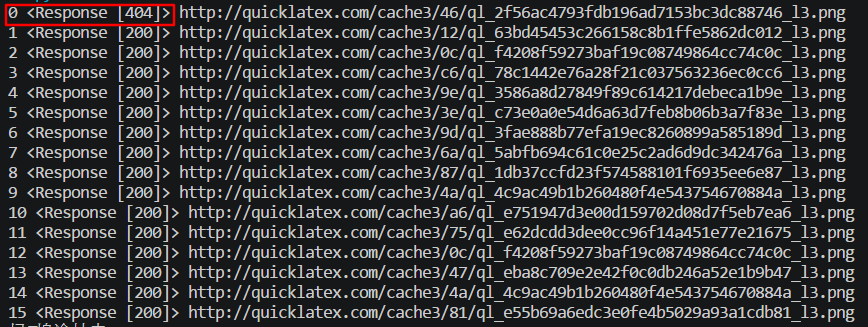 0 <Response [404]> http://quicklatex.com/cache3/46/ql_2f56ac4793fdb196ad7153bc3dc88746_l3.png
1 <Response [200]> http://quicklatex.com/cache3/12/ql_63bd45453c266158c8b1ffe5862dc012_l3.png
2 <Response [200]> http://quicklatex.com/cache3/0c/ql_f4208f59273baf19c08749864cc74c0c_l3.png
3 <Response [200]> http://quicklatex.com/cache3/c6/ql_78c1442e76a28f21c037563236ec0cc6_l3.png
4 <Response [200]> http://quicklatex.com/cache3/9e/ql_3586a8d27849f89c614217debeca1b9e_l3.png
5 <Response [200]> http://quicklatex.com/cache3/3e/ql_c73e0a0e54d6a63d7feb8b06b3a7f83e_l3.png
6 <Response [200]> http://quicklatex.com/cache3/9d/ql_3fae888b77efa19ec8260899a585189d_l3.png
7 <Response [200]> http://quicklatex.com/cache3/6a/ql_5abfb694c61c0e25c2ad6d9dc342476a_l3.png
8 <Response [200]> http://quicklatex.com/cache3/87/ql_1db37ccfd23f574588101f6935ee6e87_l3.png
9 <Response [200]> http://quicklatex.com/cache3/4a/ql_4c9ac49b1b260480f4e543754670884a_l3.png
10 <Response [200]> http://quicklatex.com/cache3/a6/ql_e751947d3e00d159702d08d7f5eb7ea6_l3.png
11 <Response [200]> http://quicklatex.com/cache3/75/ql_e62dcdd3dee0cc96f14a451e77e21675_l3.png
12 <Response [200]> http://quicklatex.com/cache3/0c/ql_f4208f59273baf19c08749864cc74c0c_l3.png
13 <Response [200]> http://quicklatex.com/cache3/47/ql_eba8c709e2e42f0c0db246a52e1b9b47_l3.png
14 <Response [200]> http://quicklatex.com/cache3/4a/ql_4c9ac49b1b260480f4e543754670884a_l3.png
15 <Response [200]> http://quicklatex.com/cache3/81/ql_e55b69a6edc3e0fe4b5029a93a1cdb81_l3.png